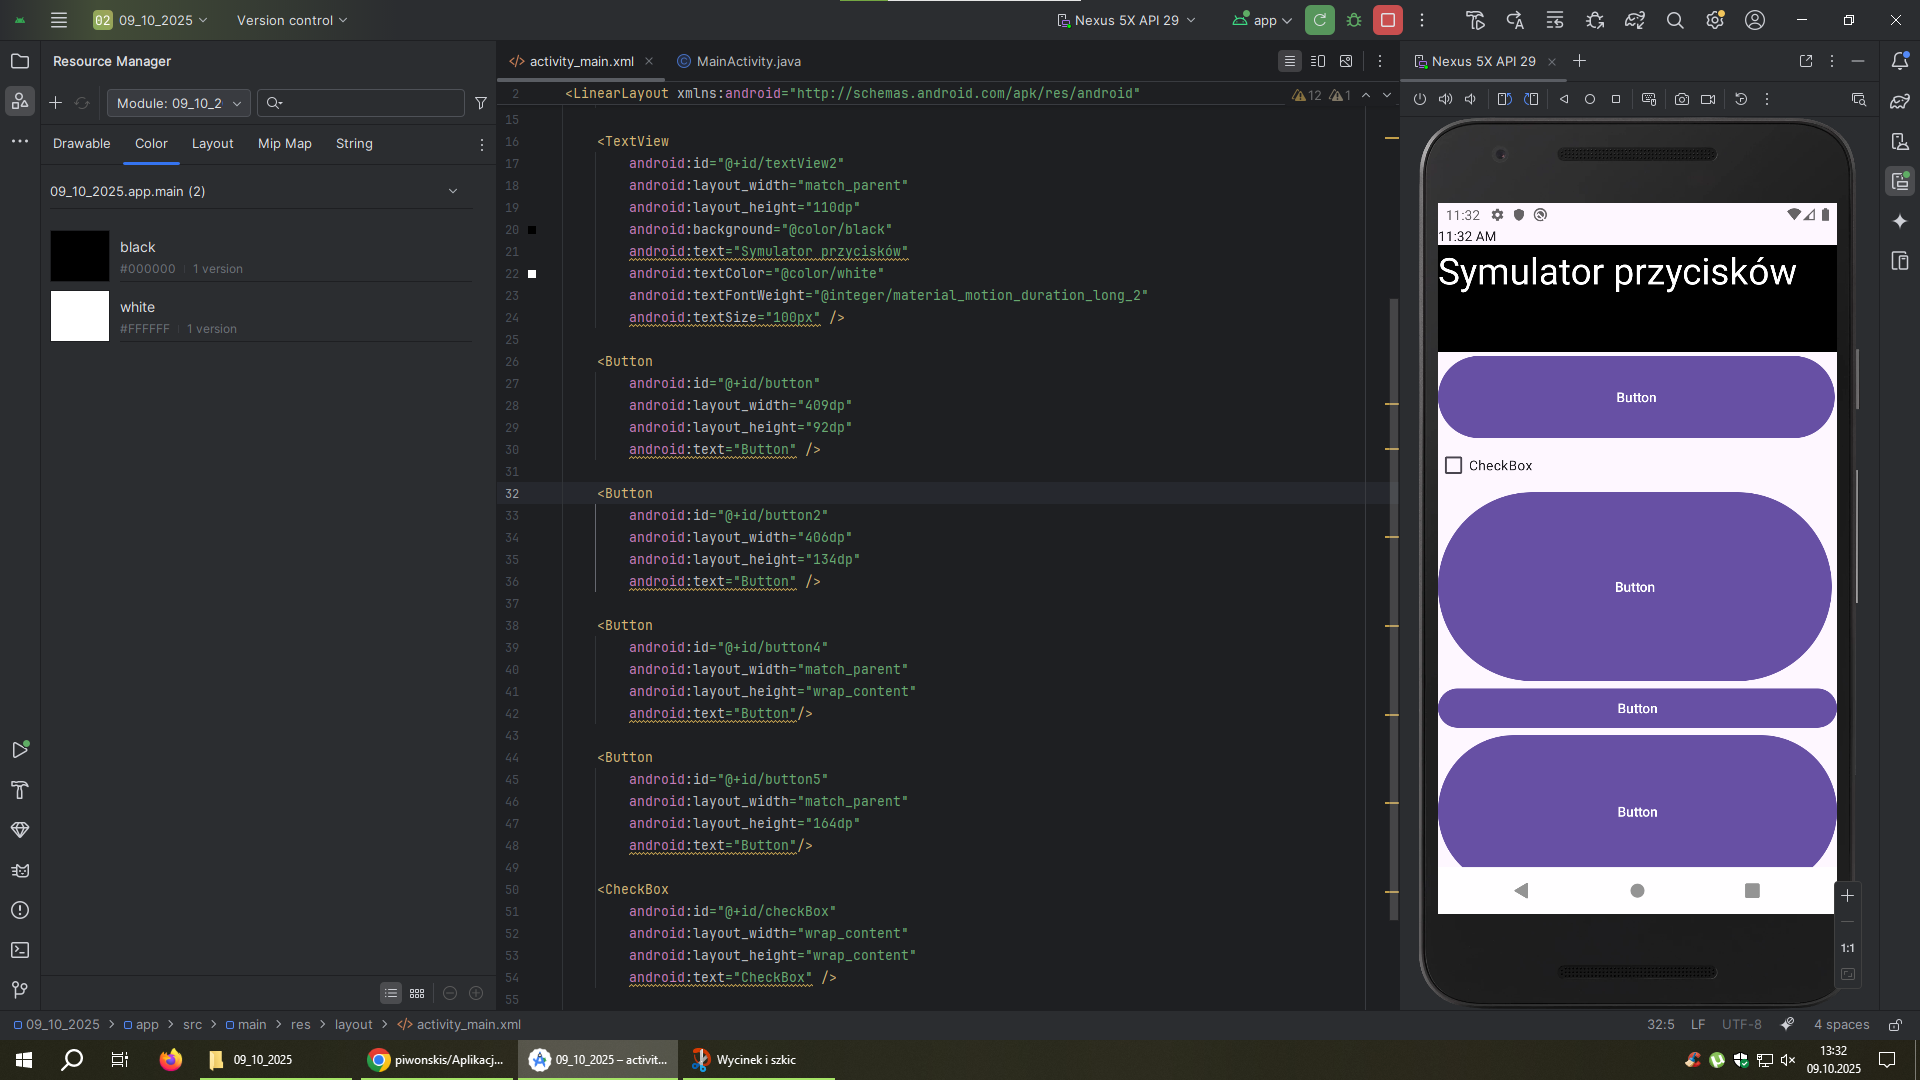 02 09_10_2025 Version control Nexus 5X API 29 app
Resource Manager
activity_main.xml MainActivity.java
Nexus 5X API 29
Module: 09_10_2
Drawable Color Layout Mip Map String
09_10_2025.app.main (2)
black
#000000 1 version
white
#FFFFFF 1 version
2 <LinearLayout xmlns:android="http://schemas.android.com/apk/res/android" 12 1
15
16 <TextView
17 android:id="@+id/textView2"
18 android:layout_width="match_parent"
19 android:layout_height="110dp"
20 android:background="@color/black"
21 android:text="Symulator przycisków"
22 android:textColor="@color/white"
23 android:textFontWeight="@integer/material_motion_duration_long_2"
24 android:textSize="100px" />
25
26 <Button
27 android:id="@+id/button"
28 android:layout_width="409dp"
29 android:layout_height="92dp"
30 android:text="Button" />
31
32 <Button
33 android:id="@+id/button2"
34 android:layout_width="406dp"
35 android:layout_height="134dp"
36 android:text="Button" />
37
38 <Button
39 android:id="@+id/button4"
40 android:layout_width="match_parent"
41 android:layout_height="wrap_content"
42 android:text="Button"/>
43
44 <Button
45 android:id="@+id/button5"
46 android:layout_width="match_parent"
47 android:layout_height="164dp"
48 android:text="Button"/>
49
50 <CheckBox
51 android:id="@+id/checkBox"
52 android:layout_width="wrap_content"
53 android:layout_height="wrap_content"
54 android:text="CheckBox" />
55
11:32
11:32 AM
Symulator przycisków
Button
CheckBox
Button
Button
Button
1:1
09_10_2025 app src main res layout activity_main.xml
32:5 LF UTF-8 4 spaces
09_10_2025
piwonskis/Aplikacj...
09_10_2025 – activit...
Wycinek i szkic
13:32
09.10.2025